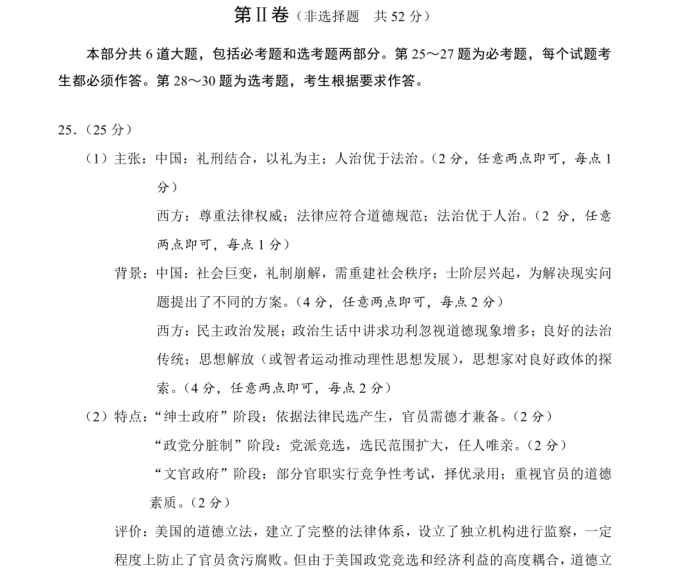 第Ⅱ卷（非选择题 共 52 分）
本部分共 6 道大题，包括必考题和选考题两部分。第 25～27 题为必考题，每个试题考
生都必须作答。第 28～30 题为选考题，考生根据要求作答。
25.（25 分）
（1）主张：中国：礼刑结合，以礼为主；人治优于法治。（2 分，任意两点即可，每点 1
分）
西方：尊重法律权威；法律应符合道德规范；法治优于人治。（2 分，任意
两点即可，每点 1 分）
背景：中国：社会巨变，礼制崩解，需重建社会秩序；士阶层兴起，为解决现实问
题提出了不同的方案。（4 分，任意两点即可，每点 2 分）
西方：民主政治发展；政治生活中讲求功利忽视道德现象增多；良好的法治
传统；思想解放（或智者运动推动理性思想发展），思想家对良好政体的探
索。（4 分，任意两点即可，每点 2 分）
（2）特点：“绅士政府”阶段：依据法律民选产生，官员需德才兼备。（2 分）
“政党分脏制”阶段：党派竞选，选民范围扩大，任人唯亲。（2 分）
“文官政府”阶段：部分官职实行竞争性考试，择优录用；重视官员的道德
素质。（2 分）
评价：美国的道德立法，建立了完整的法律体系，设立了独立机构进行监察，一定
程度上防止了官员贪污腐败。但由于美国政党竞选和经济利益的高度耦合，道德立